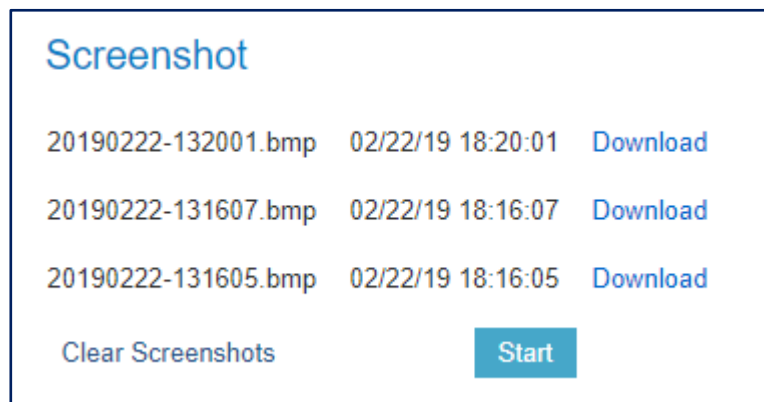 Screenshot
20190222-132001.bmp 02/22/19 18:20:01 Download
20190222-131607.bmp 02/22/19 18:16:07 Download
20190222-131605.bmp 02/22/19 18:16:05 Download
Clear Screenshots Start